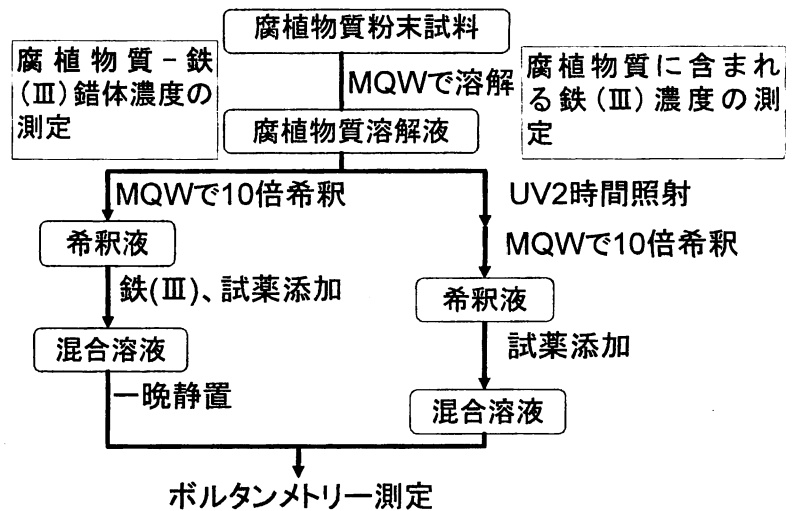 腐植物質粉末試料
腐植物質－鉄
(Ⅲ)錯体濃度の
測定
MQWで溶解
腐植物質に含まれ
る鉄(Ⅲ)濃度の測
定
腐植物質溶解液
MQWで10倍希釈
希釈液
鉄(Ⅲ)、試薬添加
混合溶液
一晩静置
UV2時間照射
MQWで10倍希釈
希釈液
試薬添加
混合溶液
ボルタンメトリー測定